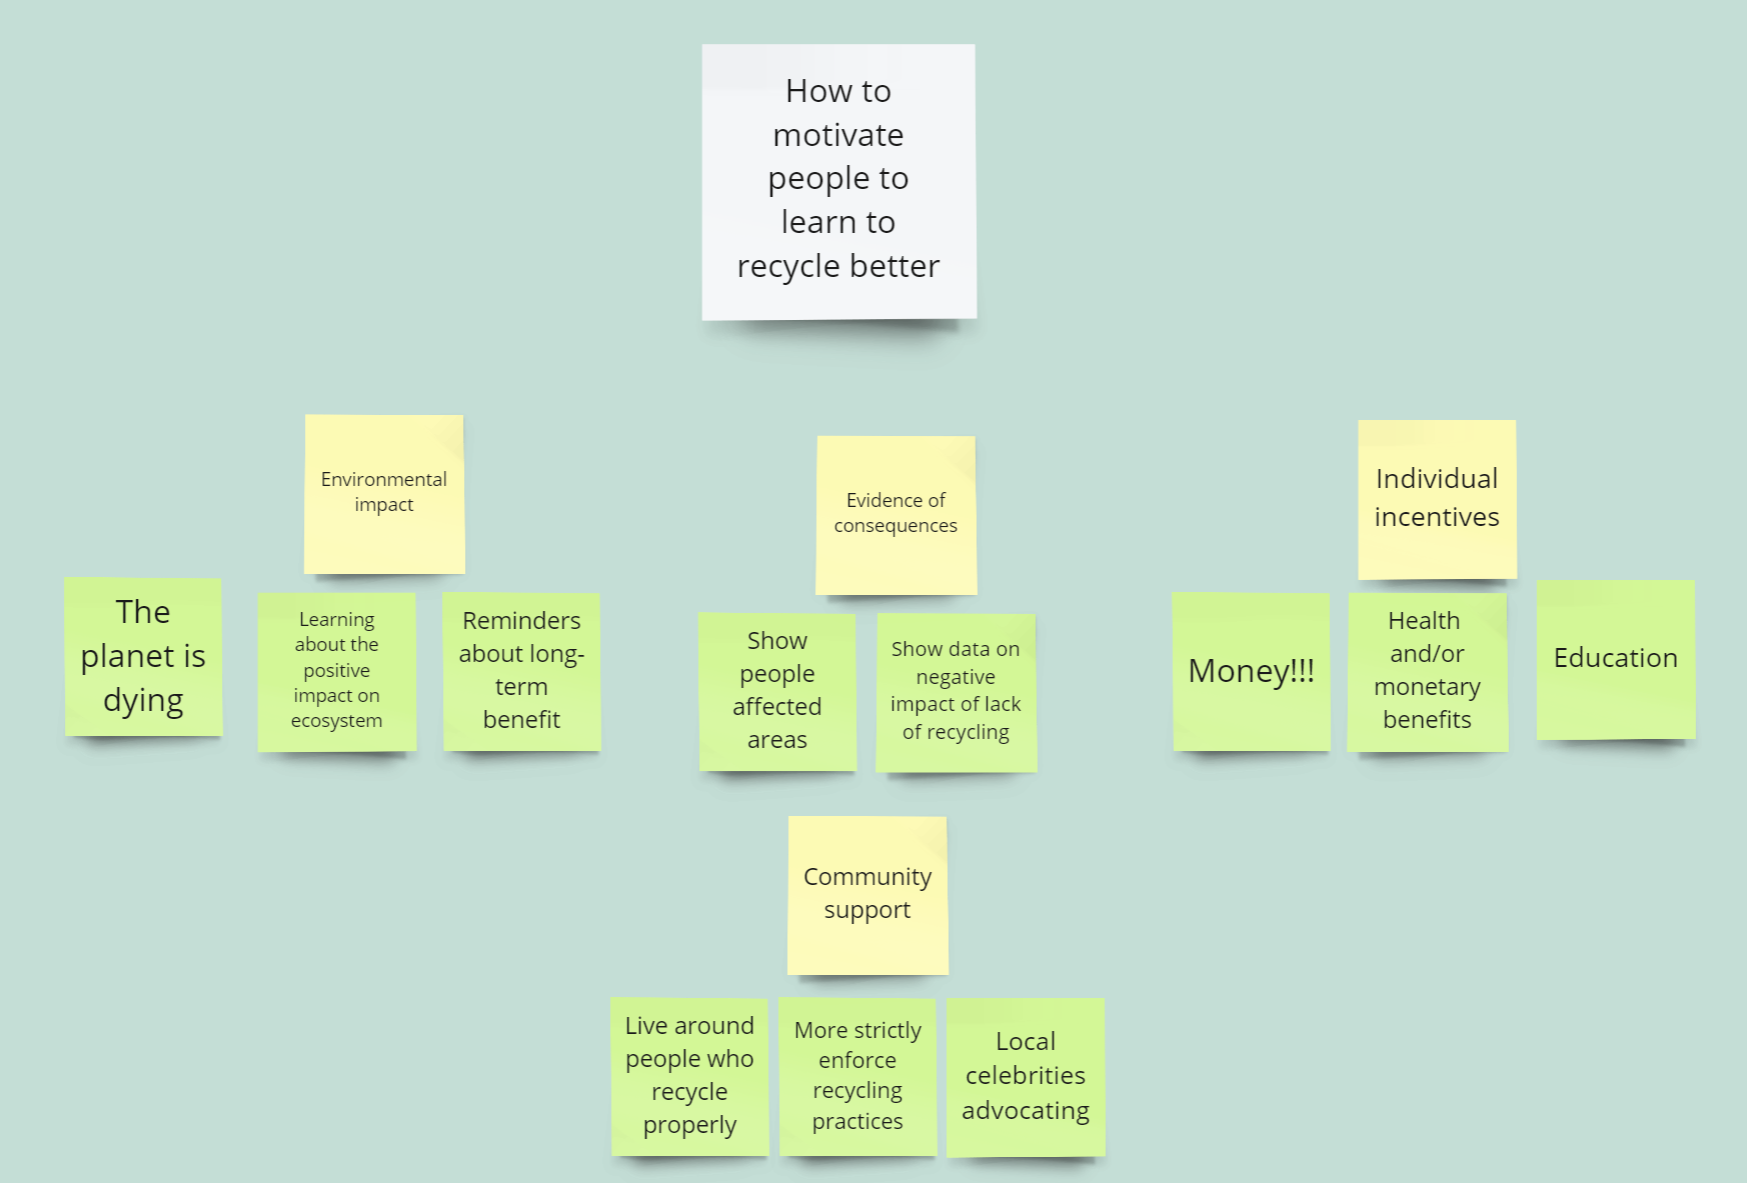 How to
motivate
people to
learn to
recycle better
Environmental
impact
The
planet is
dying
Learning
about the
positive
impact on
ecosystem
Reminders
about long-
term
benefit
Evidence of
consequences
Show
people
affected
areas
Show data on
negative
impact of lack
of recycling
Individual
incentives
Money!!!
Health
and/or
monetary
benefits
Education
Community
support
Live around
people who
recycle
properly
More strictly
enforce
recycling
practices
Local
celebrities
advocating